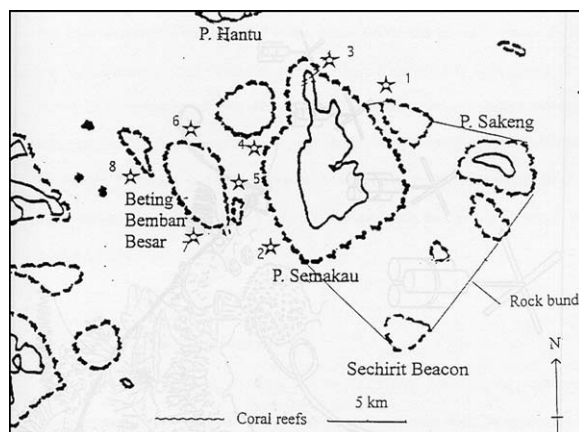 P. Hantu
3
1
P. Sakeng
6
4
8
5
Beting
Bemban
Besar
2
P. Semakau
Rock bund
Sechirit Beacon
N
5 km
Coral reefs